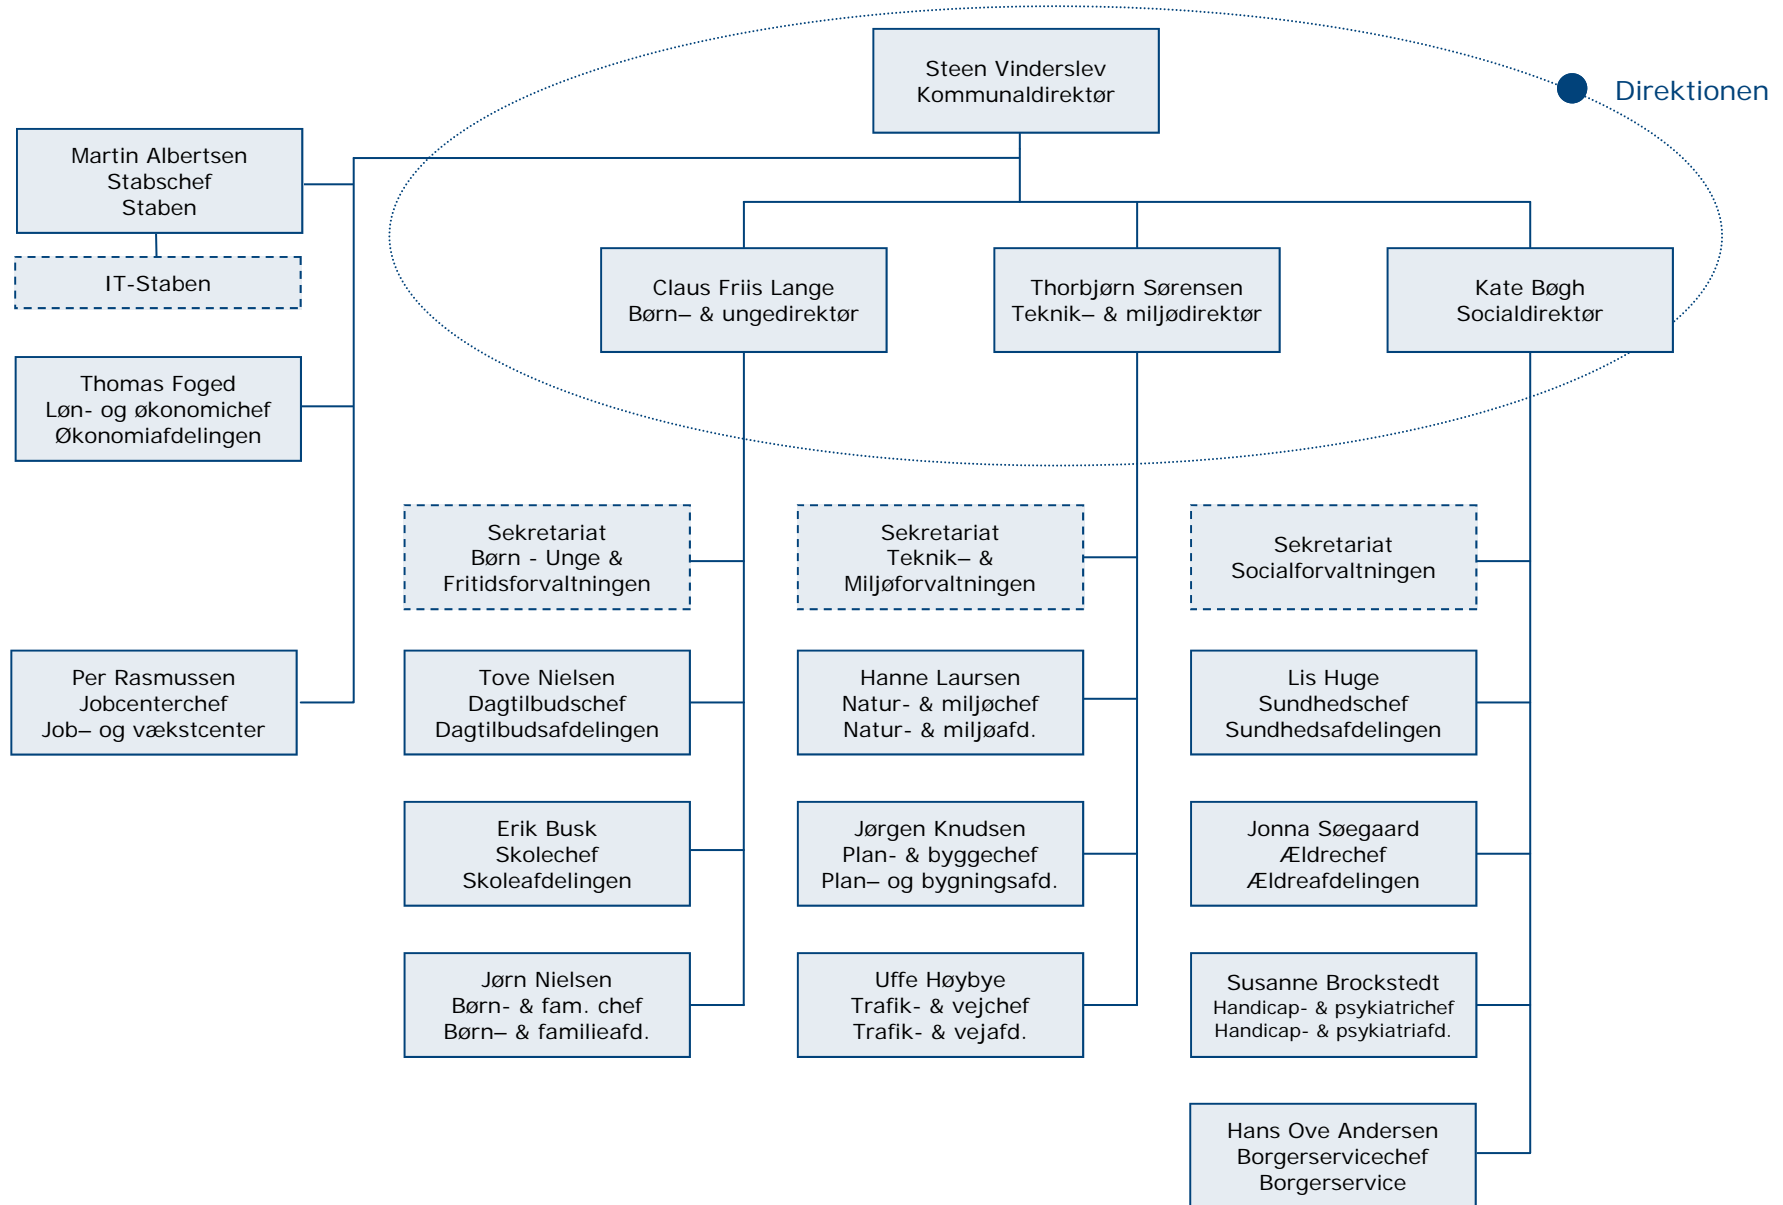 Steen Vinderslev
Kommunaldirektør
Direktionen
Martin Albertsen
Stabschef
Staben
IT-Staben
Claus Friis Lange
Børn– & ungedirektør
Thorbjørn Sørensen
Teknik– & miljødirektør
Kate Bøgh
Socialdirektør
Thomas Foged
Løn- og økonomichef
Økonomiafdelingen
Sekretariat
Børn - Unge &
Fritidsforvaltningen
Sekretariat
Teknik– &
Miljøforvaltningen
Sekretariat
Socialforvaltningen
Per Rasmussen
Jobcenterchef
Job– og vækstcenter
Tove Nielsen
Dagtilbudschef
Dagtilbudsafdelingen
Hanne Laursen
Natur- & miljøchef
Natur- & miljøafd.
Lis Huge
Sundhedschef
Sundhedsafdelingen
Erik Busk
Skolechef
Skoleafdelingen
Jørgen Knudsen
Plan- & byggechef
Plan– og bygningsafd.
Jonna Søegaard
Ældrechef
Ældreafdelingen
Jørn Nielsen
Børn- & fam. chef
Børn– & familieafd.
Uffe Høybye
Trafik- & vejchef
Trafik- & vejafd.
Susanne Brockstedt
Handicap- & psykiatrichef
Handicap- & psykiatriafd.
Hans Ove Andersen
Borgerservicechef
Borgerservice